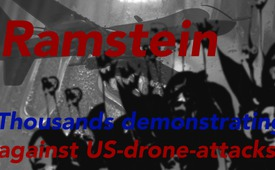 Ramstein
Thousands demonstrating
against US-drone-attacks